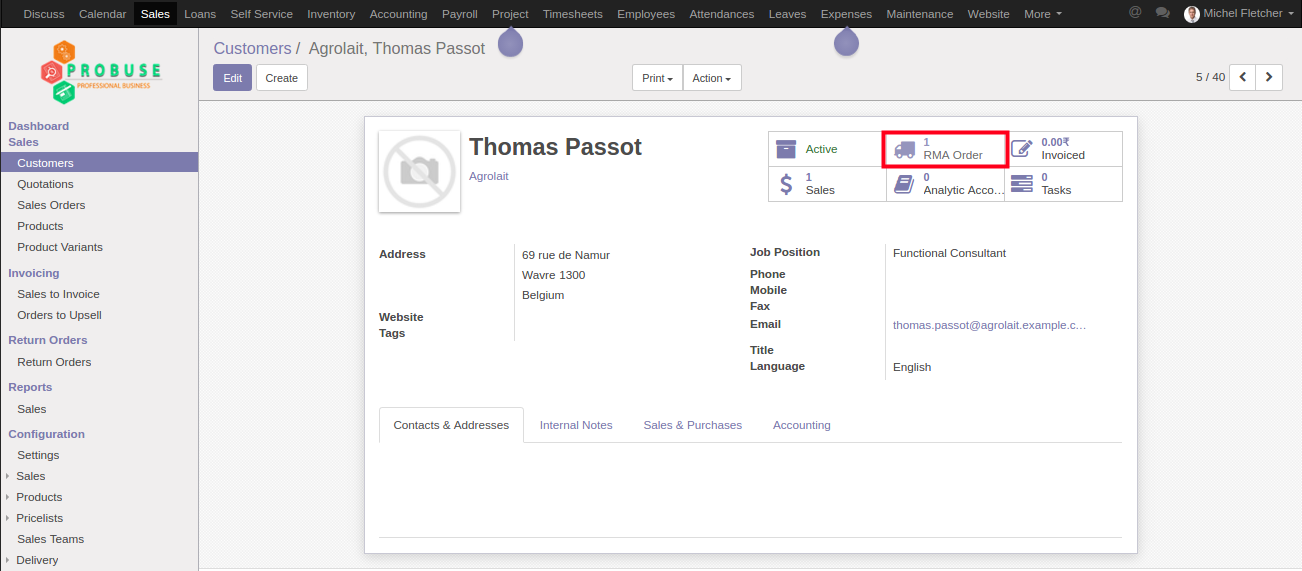 Discuss Calendar Sales Loans Self Service Inventory Accounting Payroll Project Timesheets Employees Attendances Leaves Expenses Maintenance Website More @ Michel Fletcher
PROBUSE
PROFESSIONAL BUSINESS
Dashboard
Sales
Customers
Quotations
Sales Orders
Products
Product Variants
Invoicing
Sales to Invoice
Orders to Upsell
Return Orders
Return Orders
Reports
Sales
Configuration
Settings
Sales
Products
Pricelists
Sales Teams
Delivery
Customers / Agrolait, Thomas Passot
Edit Create Print Action 5 / 40
Thomas Passot
Agrolait
Active
1
RMA Order
0.00₹
Invoiced
1
Sales
0
Analytic Acco...
0
Tasks
Address
69 rue de Namur
Wavre 1300
Belgium
Website
Tags
Job Position Functional Consultant
Phone
Mobile
Fax
Email thomas.passot@agrolait.example.c...
Title
Language English
Contacts & Addresses Internal Notes Sales & Purchases Accounting